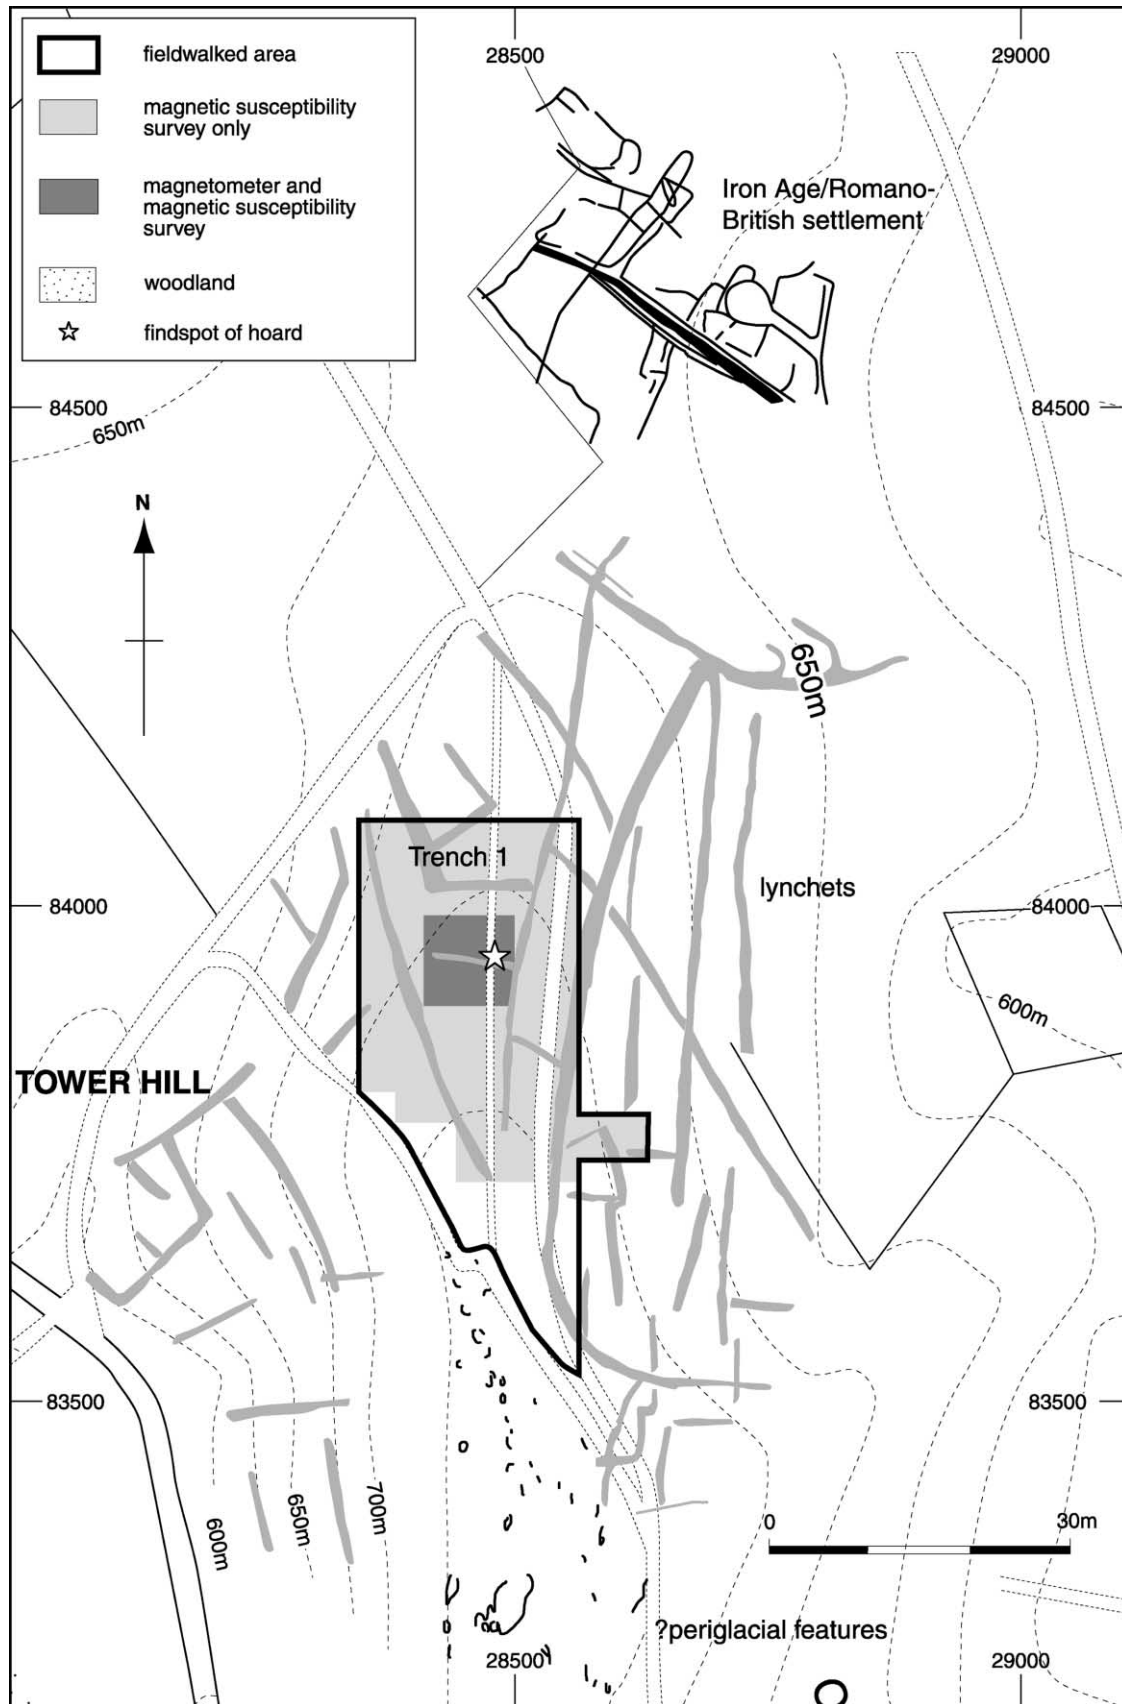 fieldwalked area
magnetic susceptibility
survey only
magnetometer and
magnetic susceptibility
survey
woodland
findspot of hoard
28500
29000
Iron Age/Romano-
British settlement
84500
84500
650m
N
650m
Trench 1
lynchets
84000
84000
600m
TOWER HILL
83500
83500
600m
650m
700m
0
30m
?periglacial features
28500
29000